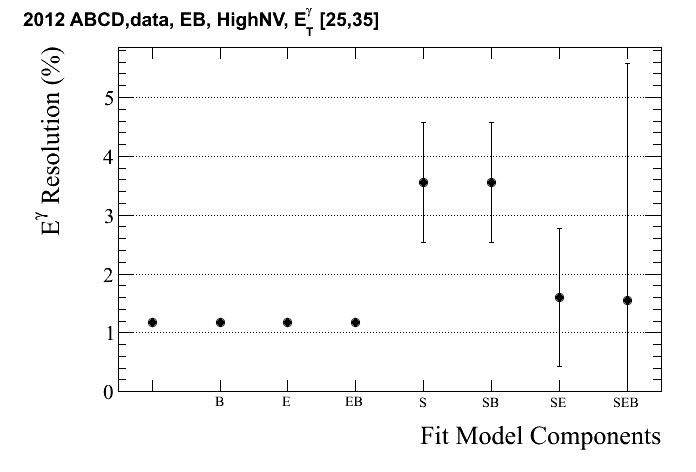 2012 ABCD,data, EB, HighNV, E_T^γ [25,35]
E^γ Resolution (%)
5
4
3
2
1
0
B E EB S SB SE SEB
Fit Model Components